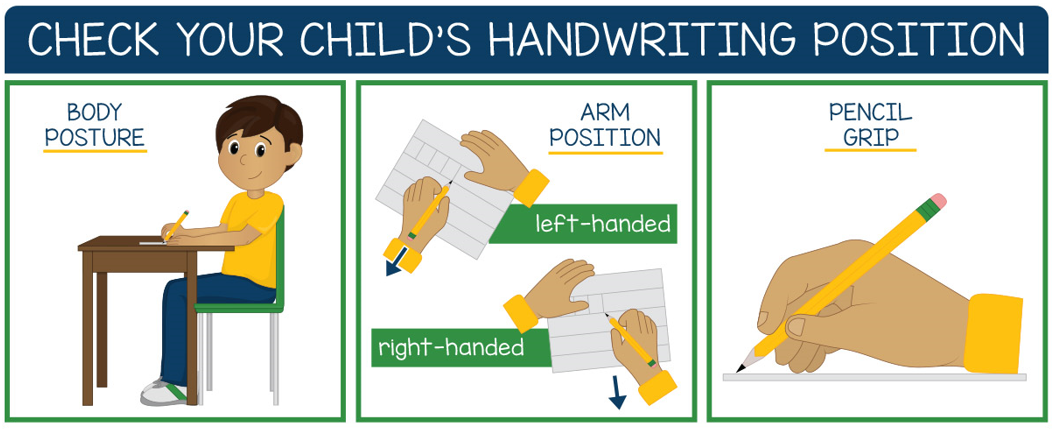 CHECK YOUR CHILD'S HANDWRITING POSITION
BODY
POSTURE
ARM
POSITION
left-handed
right-handed
PENCIL
GRIP